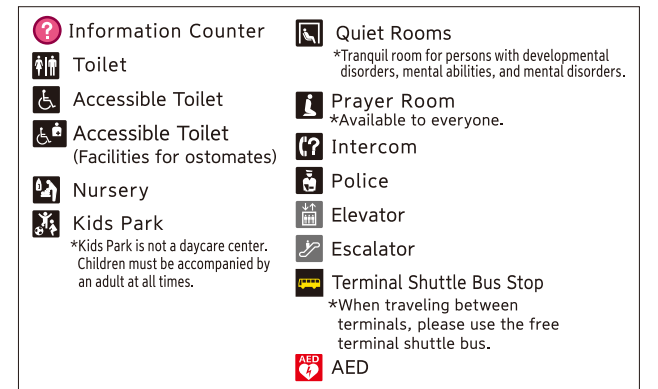 ? Information Counter
Toilet
Accessible Toilet
Accessible Toilet
(Facilities for ostomates)
Nursery
Kids Park
*Kids Park is not a daycare center.
Children must be accompanied by
an adult at all times.
Quiet Rooms
*Tranquil room for persons with developmental
disorders, mental abilities, and mental disorders.
Prayer Room
*Available to everyone.
? Intercom
Police
Elevator
Escalator
Terminal Shuttle Bus Stop
*When traveling between
terminals, please use the free
terminal shuttle bus.
AED AED